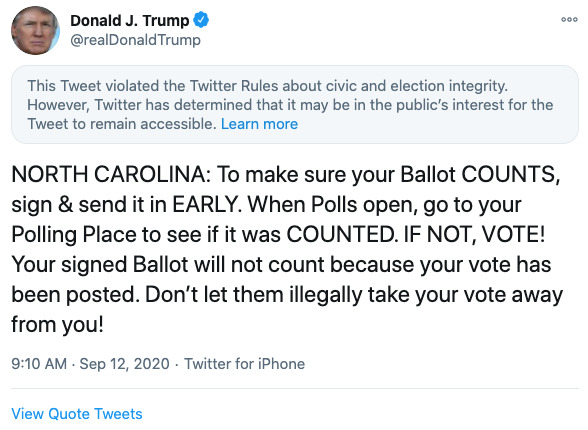 Donald J. Trump
@realDonaldTrump
This Tweet violated the Twitter Rules about civic and election integrity.
However, Twitter has determined that it may be in the public's interest for the
Tweet to remain accessible. Learn more
NORTH CAROLINA: To make sure your Ballot COUNTS,
sign & send it in EARLY. When Polls open, go to your
Polling Place to see if it was COUNTED. IF NOT, VOTE!
Your signed Ballot will not count because your vote has
been posted. Don’t let them illegally take your vote away
from you!
9:10 AM · Sep 12, 2020 · Twitter for iPhone
View Quote Tweets